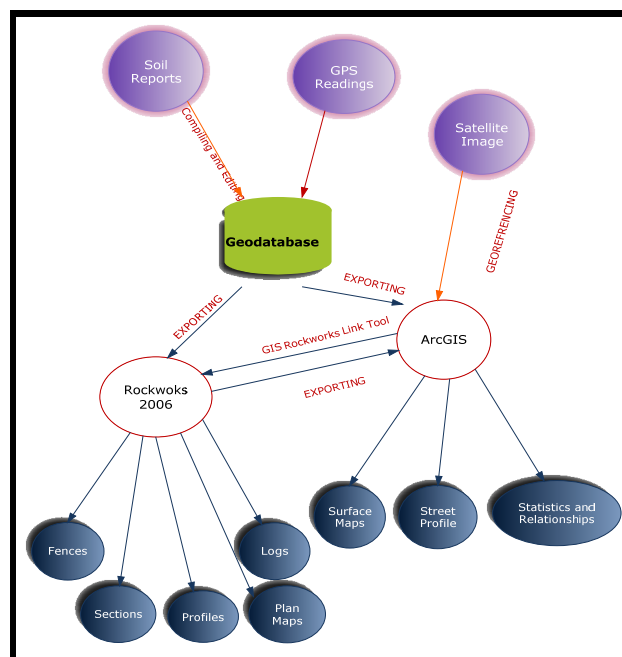 Soil
Reports
GPS
Readings
Satellite
Image
Compiling and Editing
GEOREFRENCING
Geodatabase
EXPORTING
EXPORTING
GIS Rockworks Link Tool
ArcGIS
EXPORTING
Rockwoks
2006
Surface
Maps
Street
Profile
Statistics and
Relationships
Fences
Logs
Sections
Profiles
Plan
Maps